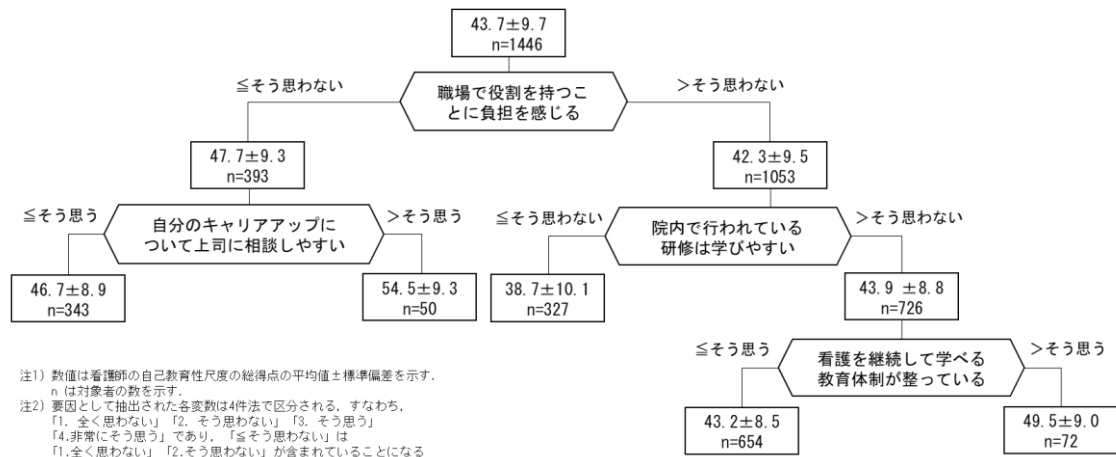 43.7±9.7
n=1446
≦そう思わない
職場で役割を持つこ
とに負担を感じる
>そう思わない
47.7±9.3
n=393
42.3±9.5
n=1053
≦そう思う
自分のキャリアアップに
ついて上司に相談しやすい
>そう思う
≦そう思わない
院内で行われている
研修は学びやすい
>そう思わない
46.7±8.9
n=343
54.5±9.3
n=50
38.7±10.1
n=327
43.9 ±8.8
n=726
≦そう思う
看護を継続して学べる
教育体制が整っている
>そう思う
43.2±8.5
n=654
49.5±9.0
n=72
注1) 数値は看護師の自己教育性尺度の総得点の平均値±標準偏差を示す.
n は対象者の数を示す.
注2) 要因として抽出された各変数は4件法で区分される, すなわち,
「1. 全く思わない」「2. そう思わない」「3. そう思う」
「4.非常にそう思う」であり, 「≦そう思わない」は
「1.全く思わない」「2.そう思わない」が含まれていることになる